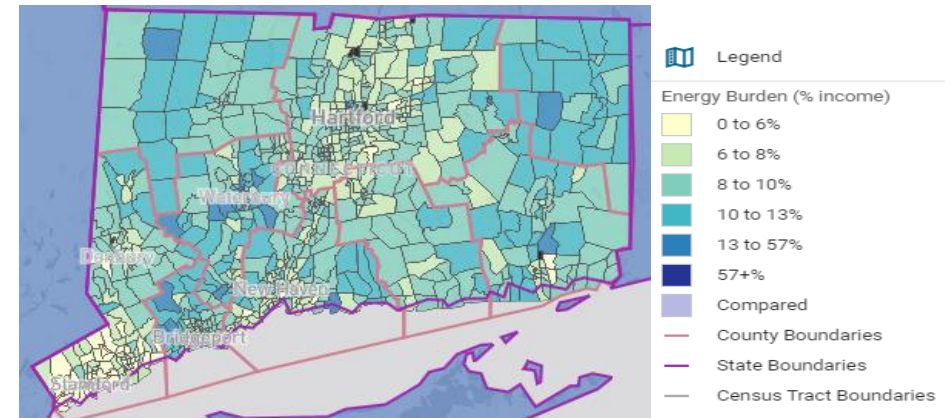 Hartford
CONNECTICUT
Waterbury
Danbury
New Haven
Bridgeport
Stamford
Legend
Energy Burden (% income)
0 to 6%
6 to 8%
8 to 10%
10 to 13%
13 to 57%
57+%
Compared
County Boundaries
State Boundaries
Census Tract Boundaries